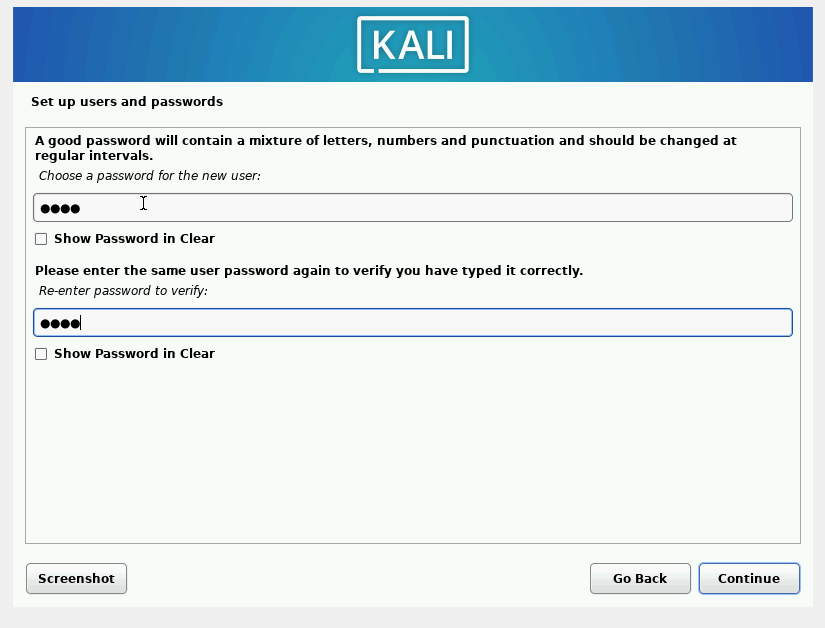 KALI
Set up users and passwords
A good password will contain a mixture of letters, numbers and punctuation and should be changed at
regular intervals.
Choose a password for the new user:
●●●●
Show Password in Clear
Please enter the same user password again to verify you have typed it correctly.
Re-enter password to verify:
●●●●
Show Password in Clear
Screenshot
Go Back
Continue